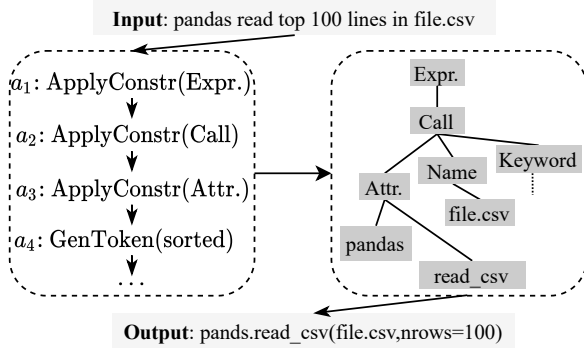 Input: pandas read top 100 lines in file.csv
a1: ApplyConstr(Expr.)
a2: ApplyConstr(Call)
a3: ApplyConstr(Attr.)
a4: GenToken(sorted)
...
Expr.
Call
Attr.
Name
Keyword
file.csv
pandas
read_csv
Output: pands.read_csv(file.csv,nrows=100)